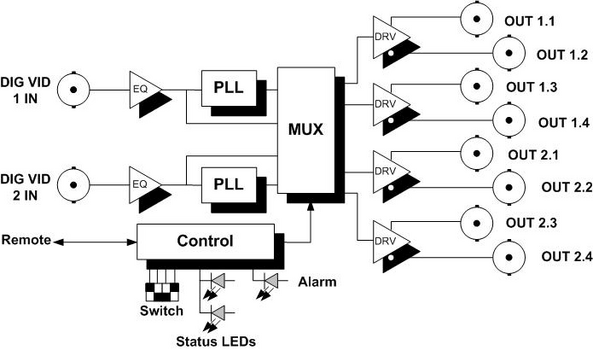 DIG VID
1 IN
EQ
PLL
MUX
DRV
OUT 1.1
OUT 1.2
DRV
OUT 1.3
OUT 1.4
DIG VID
2 IN
EQ
PLL
DRV
OUT 2.1
OUT 2.2
DRV
OUT 2.3
OUT 2.4
Remote
Control
Switch
Alarm
Status LEDs